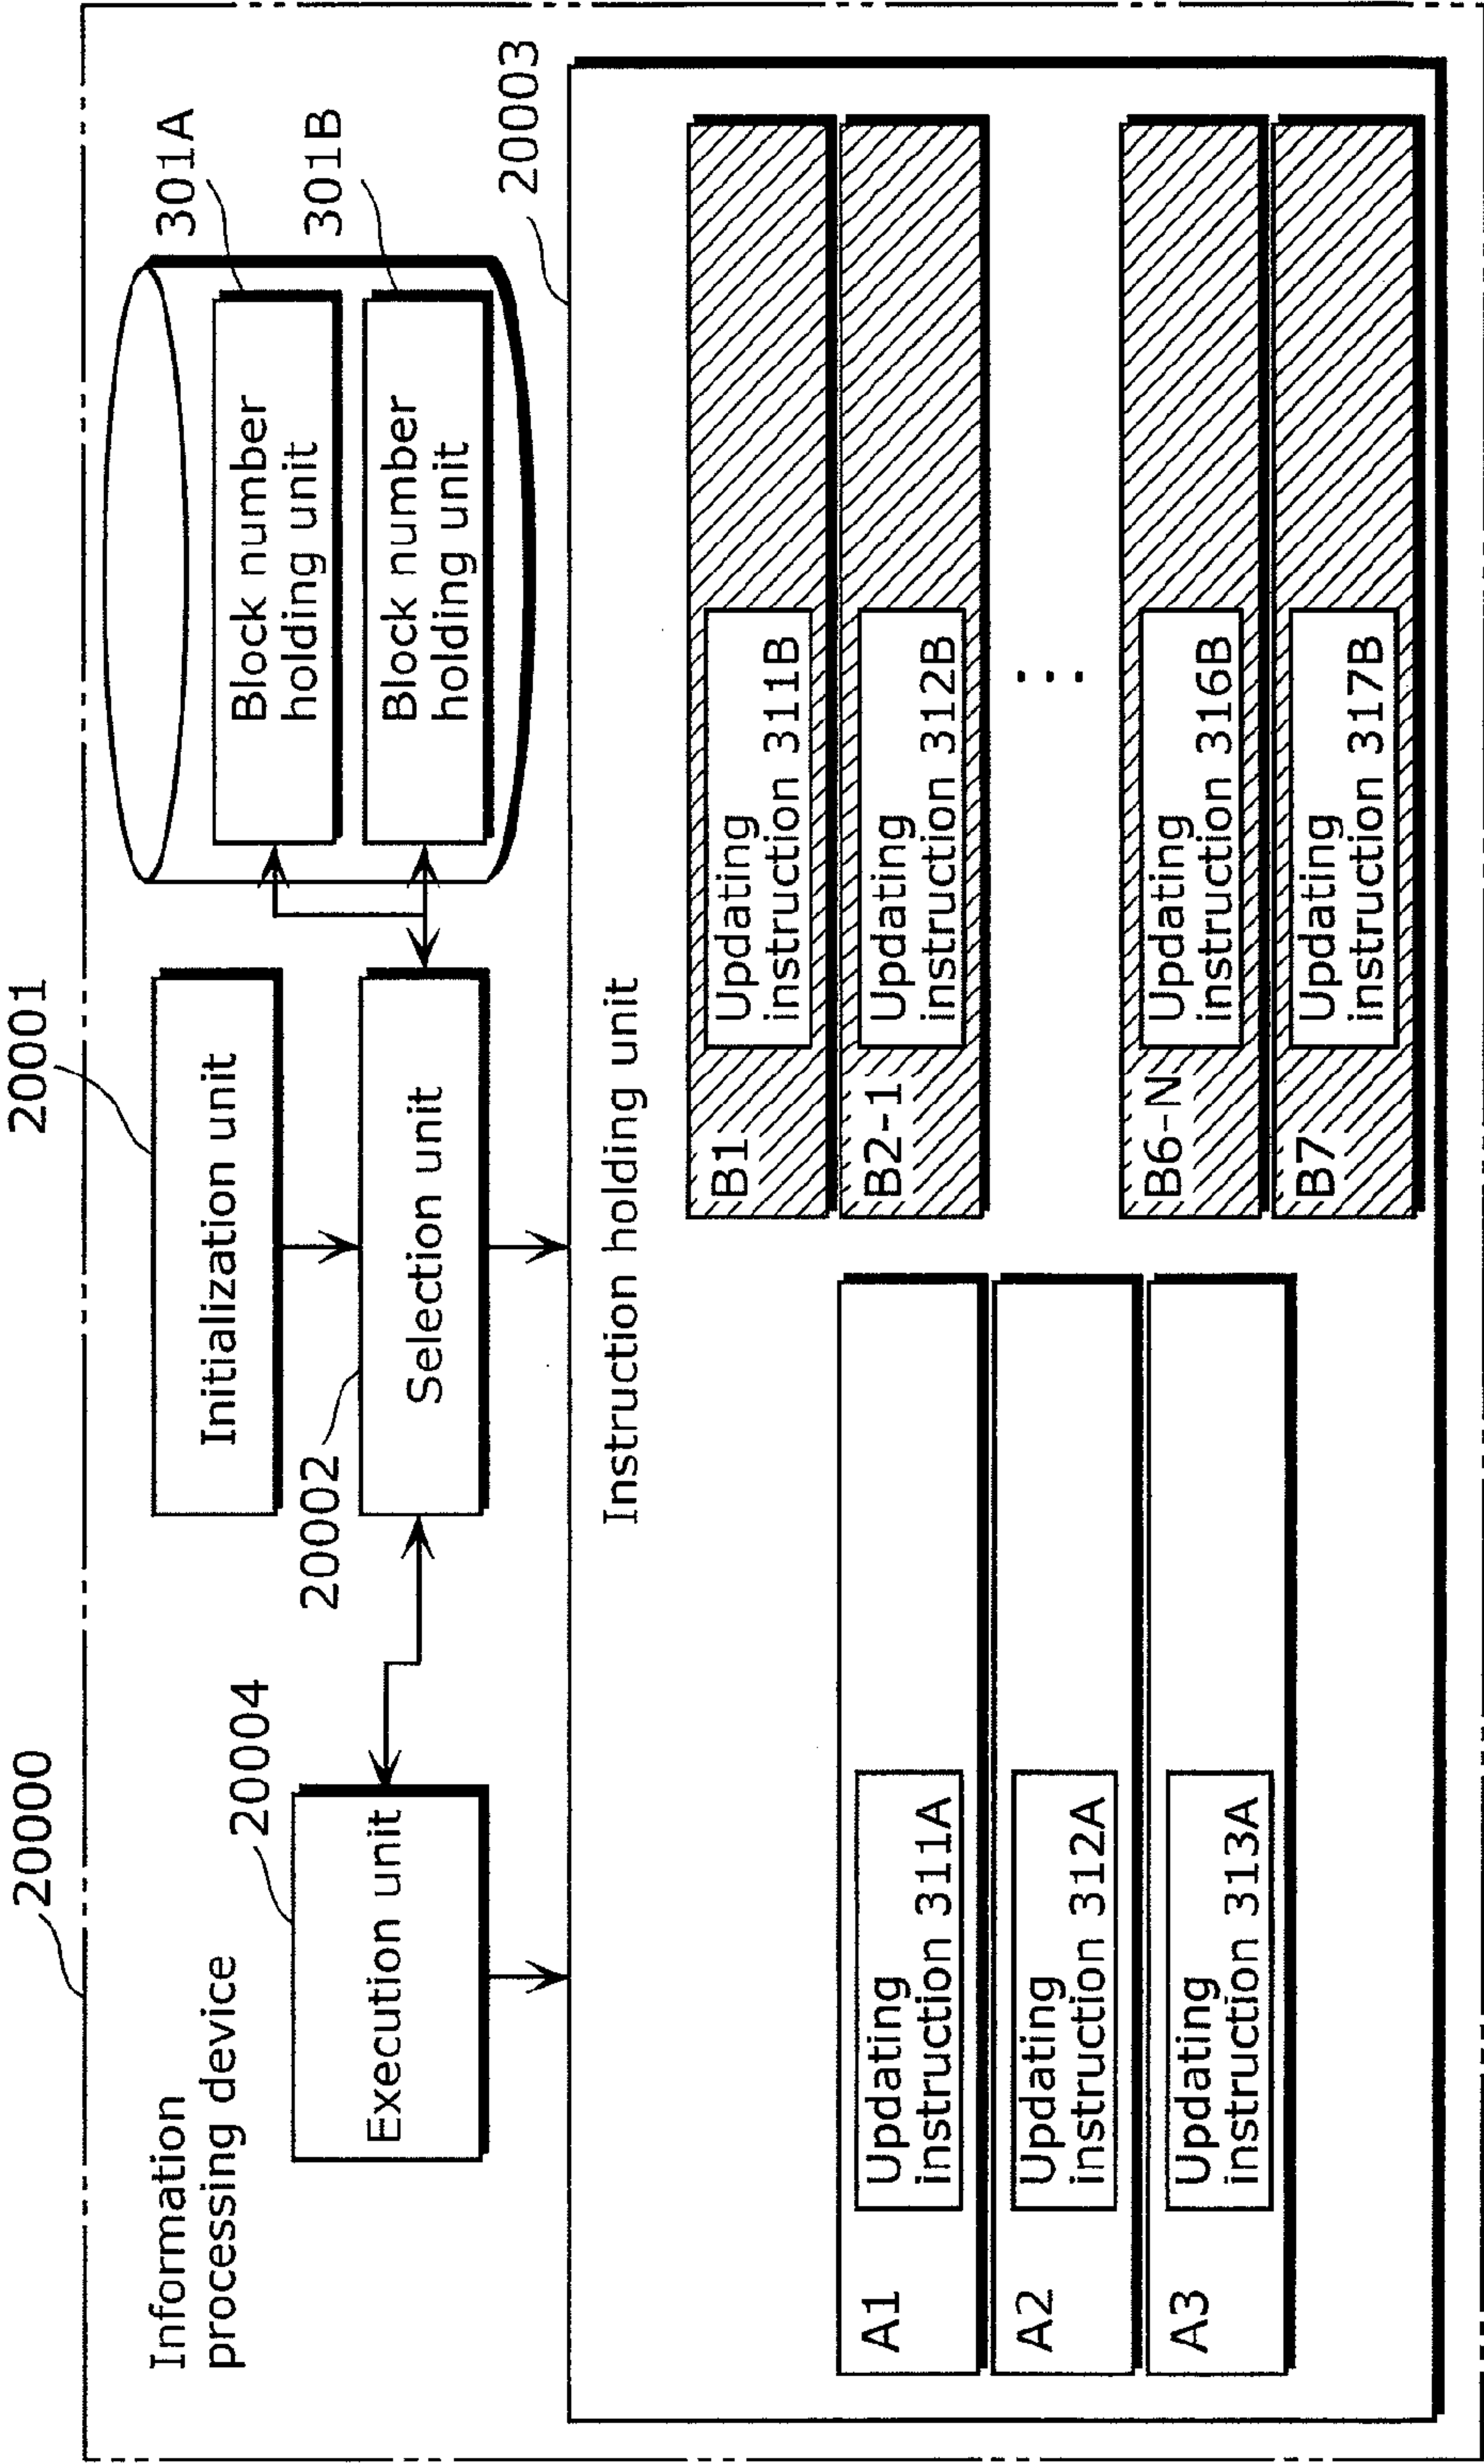 20000
Information
processing device
20001
Initialization unit
20004
Execution unit
20002
Selection unit
301A
Block number
holding unit
301B
Block number
holding unit
20003
Instruction holding unit
A1
Updating
instruction 311A
A2
Updating
instruction 312A
A3
Updating
instruction 313A
B1
Updating
instruction 311B
B2-1
Updating
instruction 312B
...
B6-N
Updating
instruction 316B
B7
Updating
instruction 317B